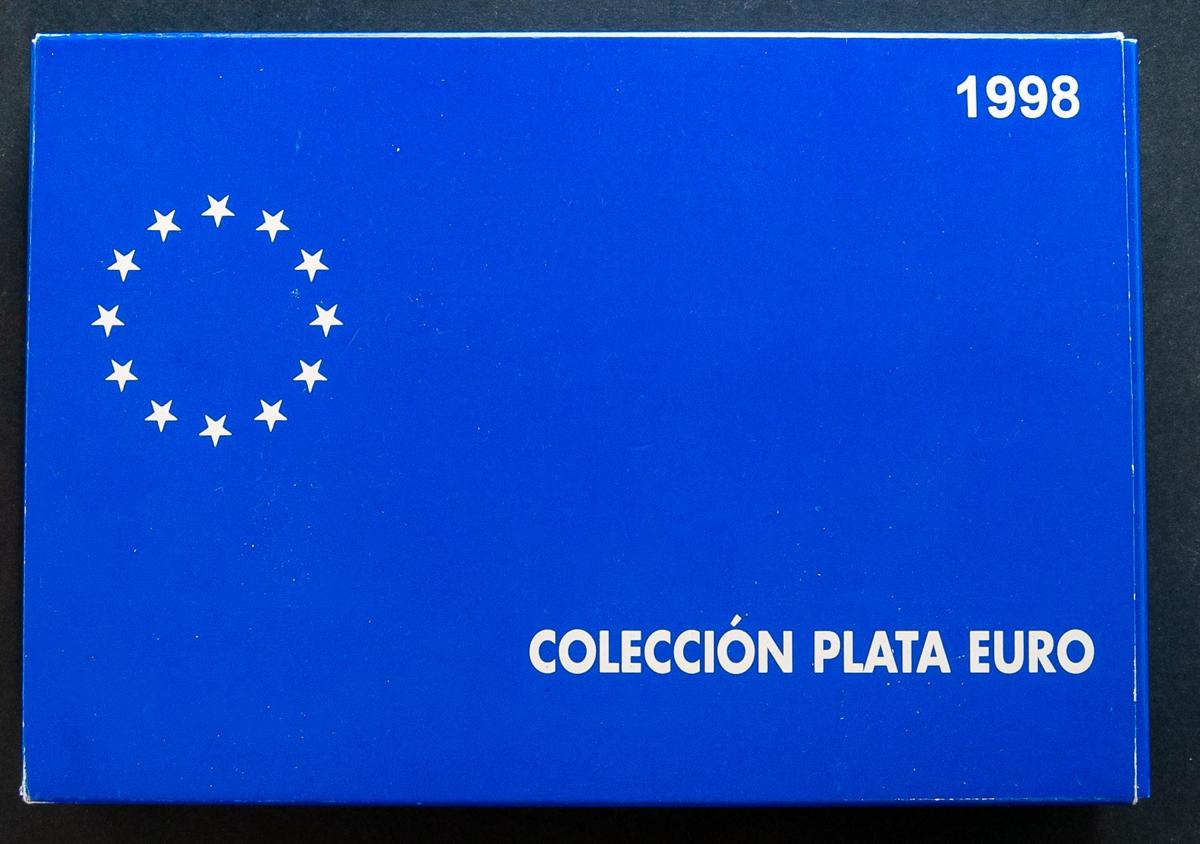 1998
COLECCIÓN PLATA EURO